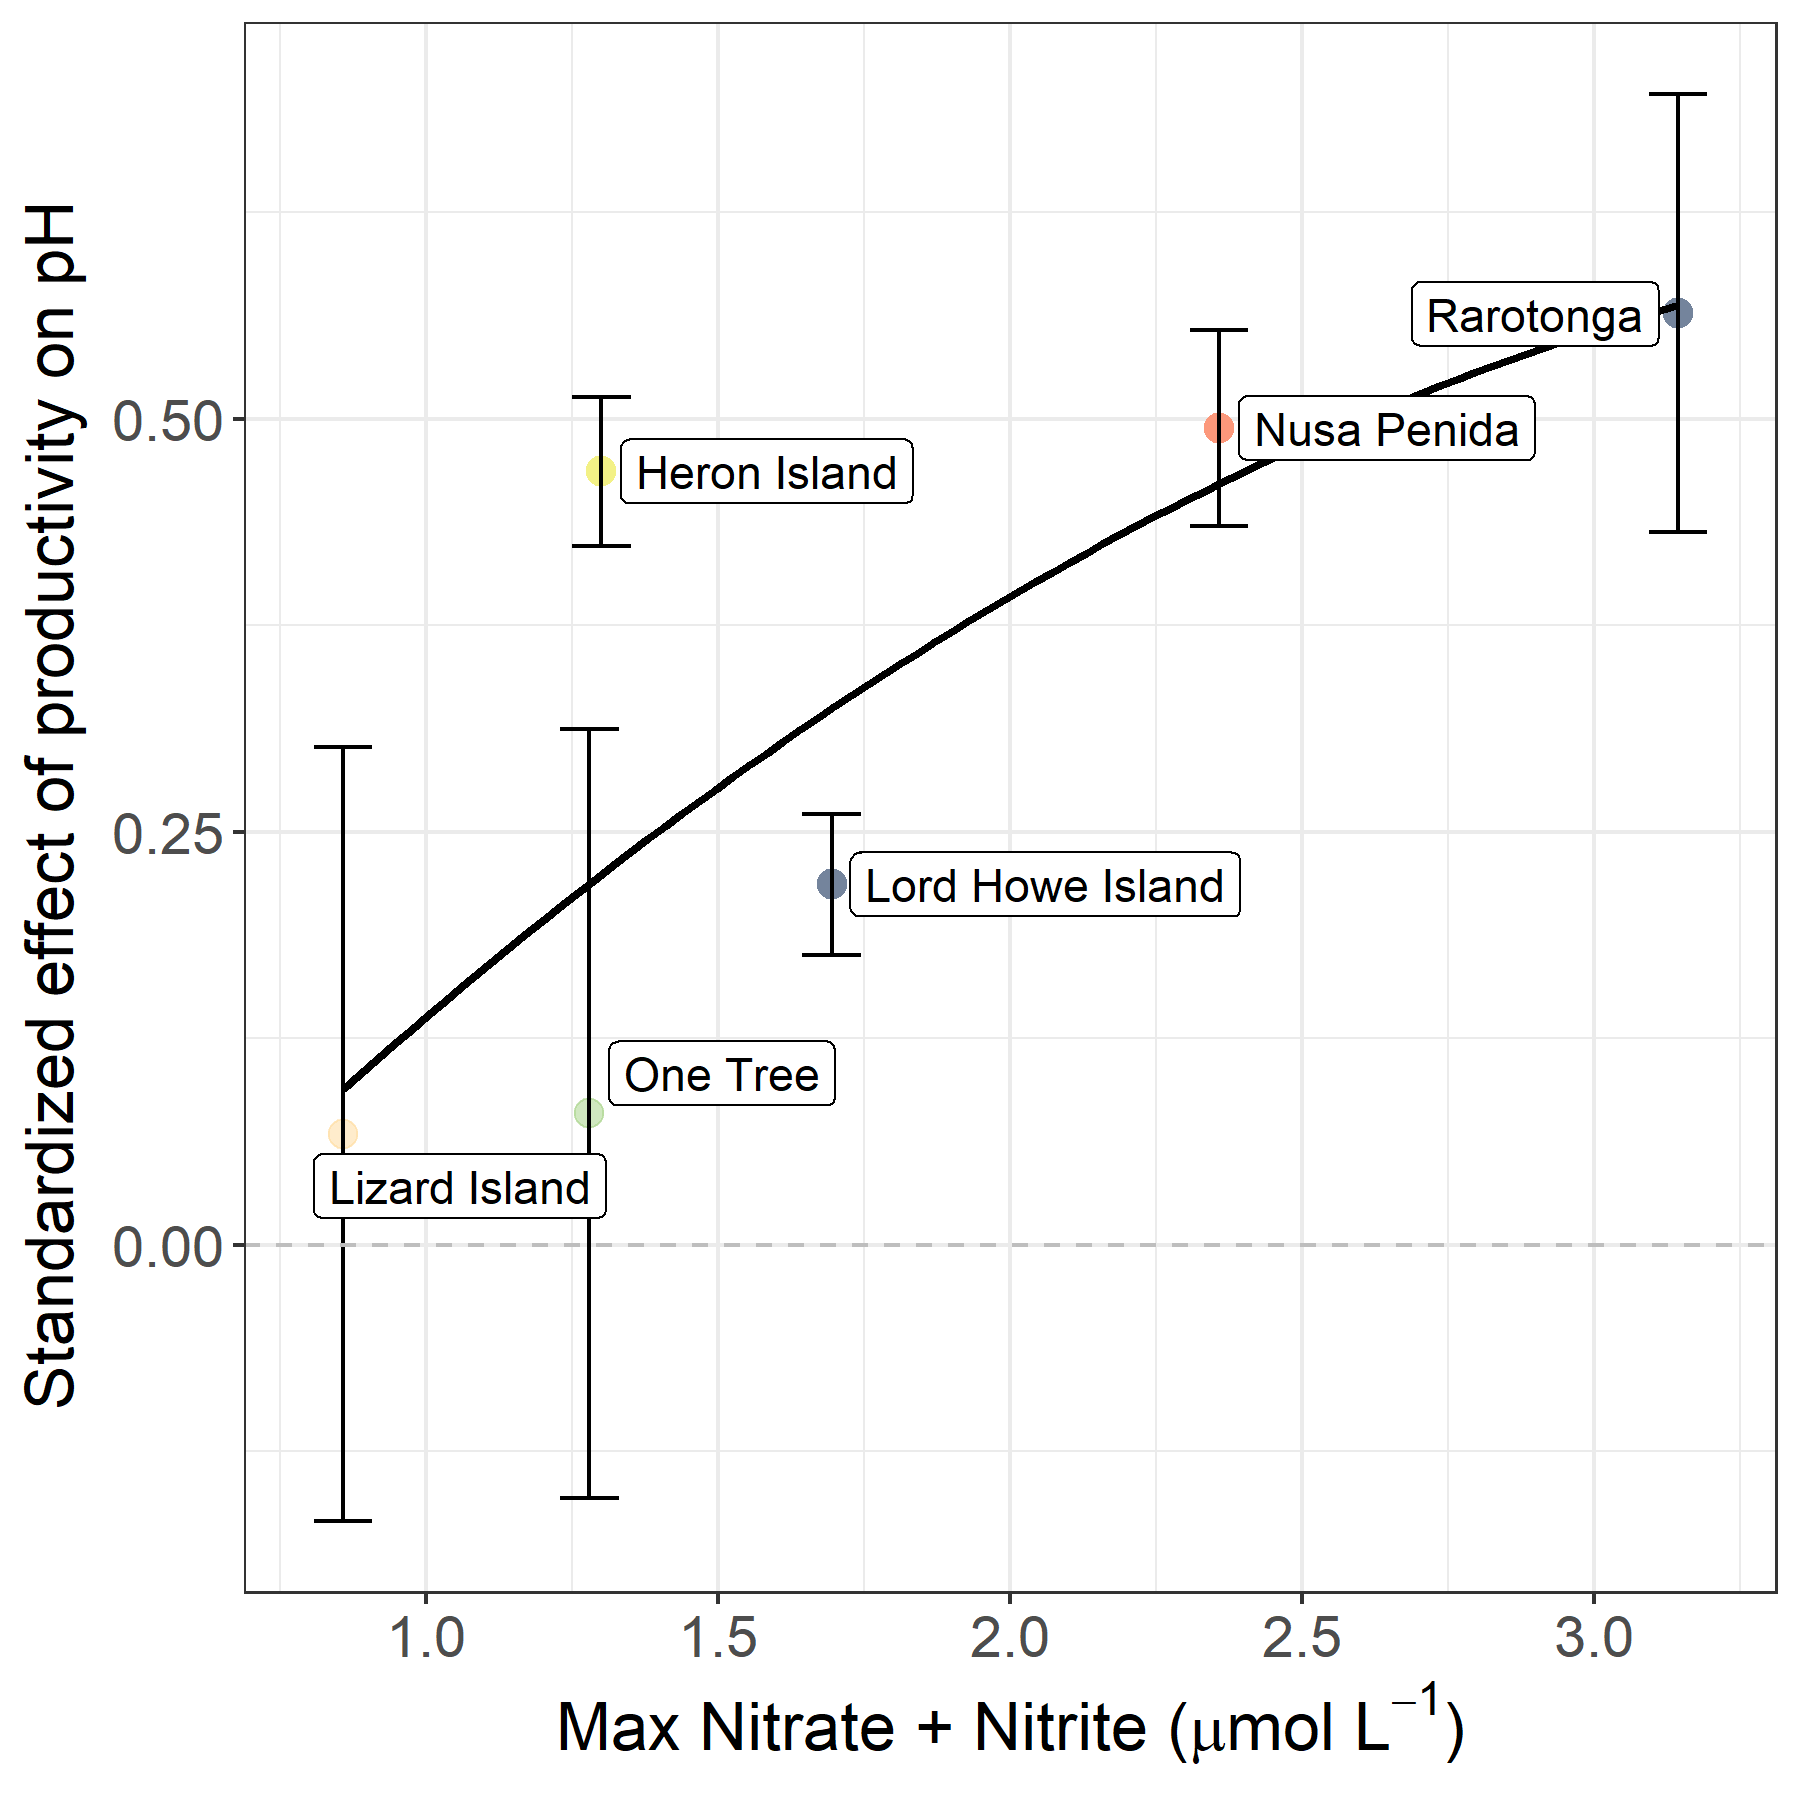 Standardized effect of productivity on pH
0.50
0.25
0.00
Rarotonga
Nusa Penida
Heron Island
Lord Howe Island
One Tree
Lizard Island
1.0 1.5 2.0 2.5 3.0
Max Nitrate + Nitrite (μmol L⁻¹)